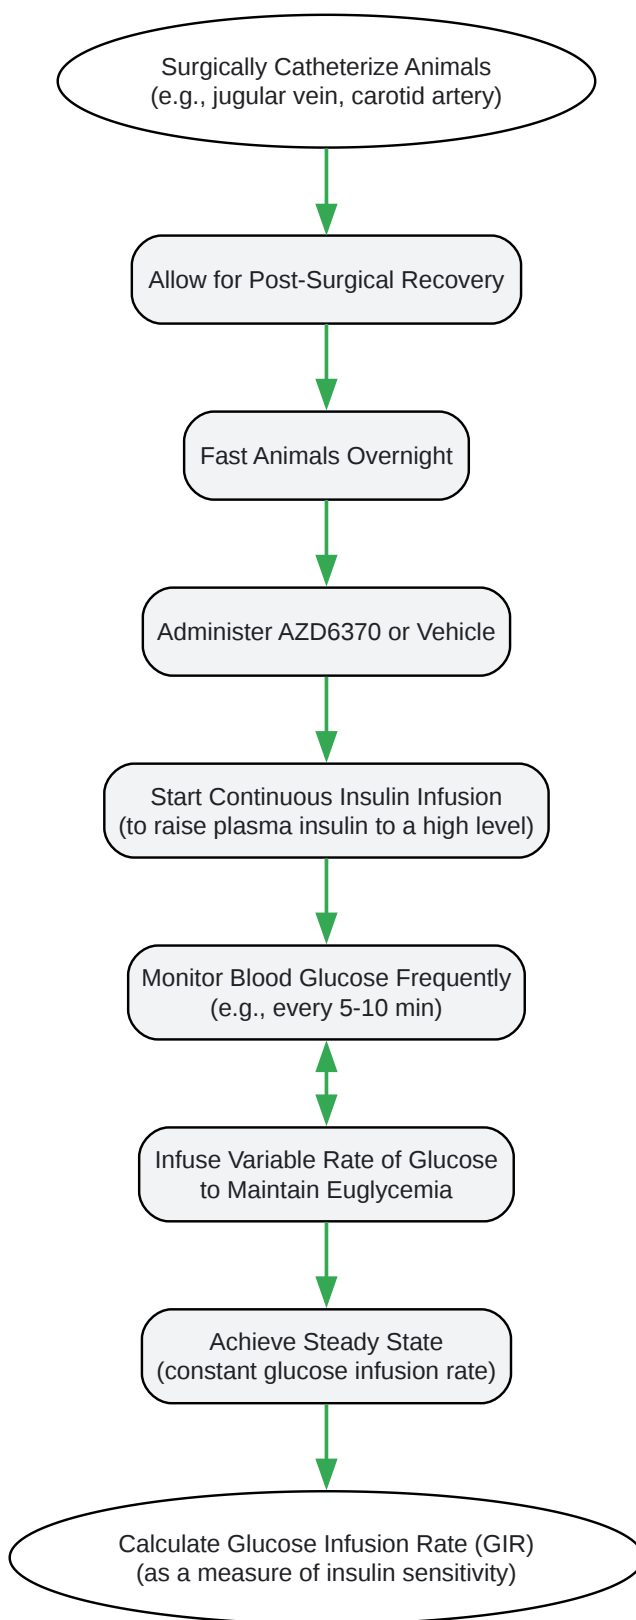 Surgically Catheterize Animals
(e.g., jugular vein, carotid artery)
Allow for Post-Surgical Recovery
Fast Animals Overnight
Administer AZD6370 or Vehicle
Start Continuous Insulin Infusion
(to raise plasma insulin to a high level)
Monitor Blood Glucose Frequently
(e.g., every 5-10 min)
Infuse Variable Rate of Glucose
to Maintain Euglycemia
Achieve Steady State
(constant glucose infusion rate)
Calculate Glucose Infusion Rate (GIR)
(as a measure of insulin sensitivity)